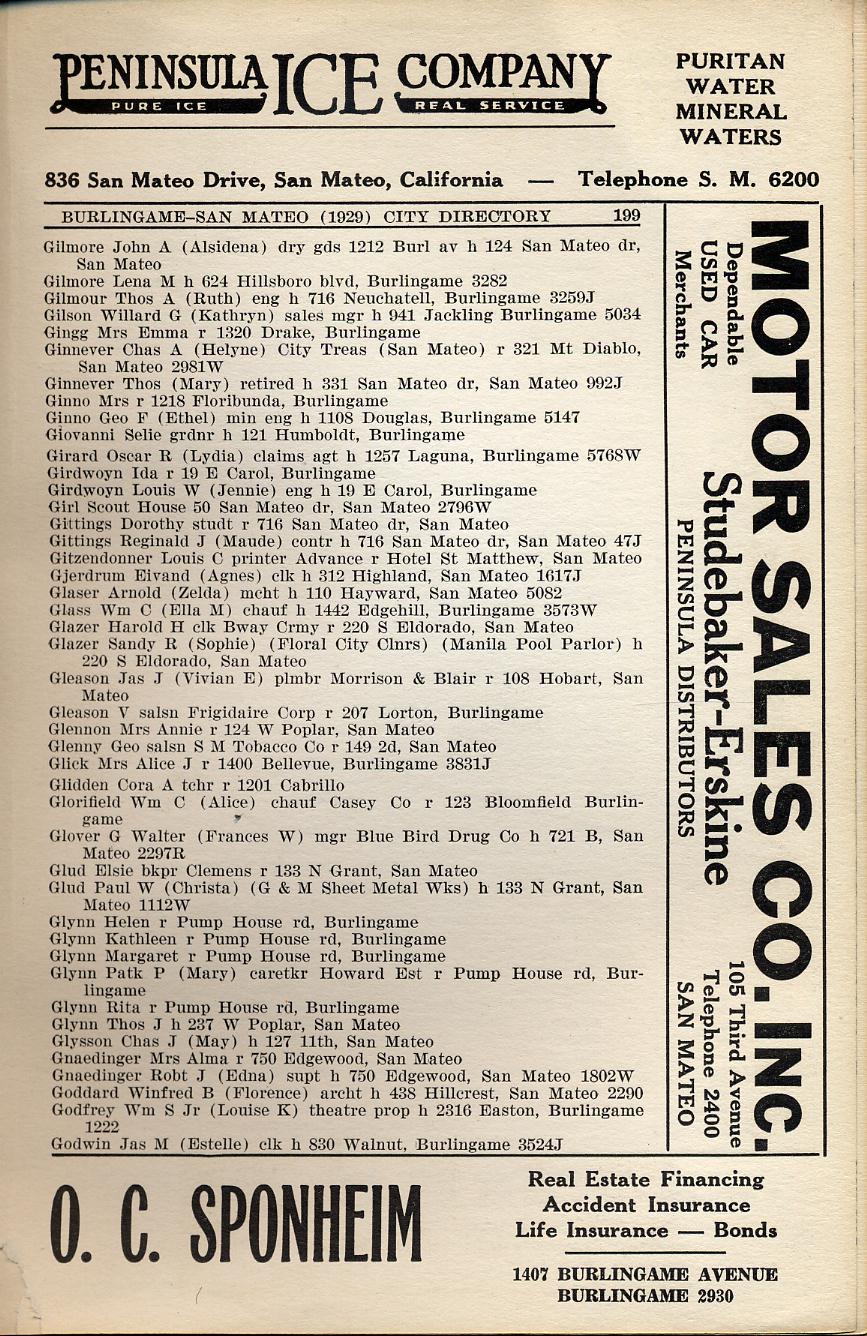 PENINSULA ICE COMPANY
PURE ICE REAL SERVICE
PURITAN
WATER
MINERAL
WATERS
836 San Mateo Drive, San Mateo, California — Telephone S. M. 6200
BURLINGAME–SAN MATEO (1929) CITY DIRECTORY 199
Gilmore John A (Alsidena) dry gds 1212 Burl av h 124 San Mateo dr,
San Mateo
Gilmore Lena M h 624 Hillsboro blvd, Burlingame 3282
Gilmour Thos A (Ruth) eng h 716 Neuchatell, Burlingame 3259J
Gilson Willard G (Kathryn) sales mgr h 941 Jackling Burlingame 5034
Gingg Mrs Emma r 1320 Drake, Burlingame
Ginnever Chas A (Helyne) City Treas (San Mateo) r 321 Mt Diablo,
San Mateo 2981W
Ginnever Thos (Mary) retired h 331 San Mateo dr, San Mateo 992J
Ginno Mrs r 1218 Floribunda, Burlingame
Ginno Geo F (Ethel) min eng h 1108 Douglas, Burlingame 5147
Giovanni Selie grdnr h 121 Humboldt, Burlingame
Girard Oscar R (Lydia) claims agt h 1257 Laguna, Burlingame 5768W
Girdwoyn Ida r 19 E Carol, Burlingame
Girdwoyn Louis W (Jennie) eng h 19 E Carol, Burlingame
Girl Scout House 50 San Mateo dr, San Mateo 2796W
Gittings Dorothy studt r 716 San Mateo dr, San Mateo
Gittings Reginald J (Maude) contr h 716 San Mateo dr, San Mateo 47J
Gitzendonner Louis C printer Advance r Hotel St Matthew, San Mateo
Gjerdrum Eivand (Agnes) clk h 312 Highland, San Mateo 1617J
Glaser Arnold (Zelda) mcht h 110 Hayward, San Mateo 5082
Glass Wm C (Ella M) chauf h 1442 Edgehill, Burlingame 3573W
Glazer Harold H clk Bway Crmy r 220 S Eldorado, San Mateo
Glazer Sandy R (Sophie) (Floral City Clnrs) (Manila Pool Parlor) h
220 S Eldorado, San Mateo
Gleason Jas J (Vivian E) plmbr Morrison & Blair r 108 Hobart, San
Mateo
Gleason V salsn Frigidaire Corp r 207 Lorton, Burlingame
Glennon Mrs Annie r 124 W Poplar, San Mateo
Glenny Geo salsn S M Tobacco Co r 149 2d, San Mateo
Glick Mrs Alice J r 1400 Bellevue, Burlingame 3831J
Glidden Cora A tchr r 1201 Cabrillo
Glorifield Wm C (Alice) chauf Casey Co r 123 Bloomfield Burlin-
game
Glover G Walter (Frances W) mgr Blue Bird Drug Co h 721 B, San
Mateo 2297R
Glud Elsie bkpr Clemens r 133 N Grant, San Mateo
Glud Paul W (Christa) (G & M Sheet Metal Wks) h 133 N Grant, San
Mateo 1112W
Glynn Helen r Pump House rd, Burlingame
Glynn Kathleen r Pump House rd, Burlingame
Glynn Margaret r Pump House rd, Burlingame
Glynn Patk P (Mary) caretkr Howard Est r Pump House rd, Bur-
lingame
Glynn Rita r Pump House rd, Burlingame
Glynn Thos J h 237 W Poplar, San Mateo
Glysson Chas J (May) h 127 11th, San Mateo
Gnaedinger Mrs Alma r 750 Edgewood, San Mateo
Gnaedinger Robt J (Edna) supt h 750 Edgewood, San Mateo 1802W
Goddard Winfred B (Florence) archt h 438 Hillcrest, San Mateo 2290
Godfrey Wm S Jr (Louise K) theatre prop h 2316 Easton, Burlingame
1222
Godwin Jas M (Estelle) clk h 830 Walnut, Burlingame 3524J
MOTOR SALES CO. INC.
Dependable
USED CAR
Merchants
Studebaker-Erskine
PENINSULA DISTRIBUTORS
105 Third Avenue
Telephone 2400
SAN MATEO
O. C. SPONHEIM
Real Estate Financing
Accident Insurance
Life Insurance — Bonds
1407 BURLINGAME AVENUE
BURLINGAME 2930